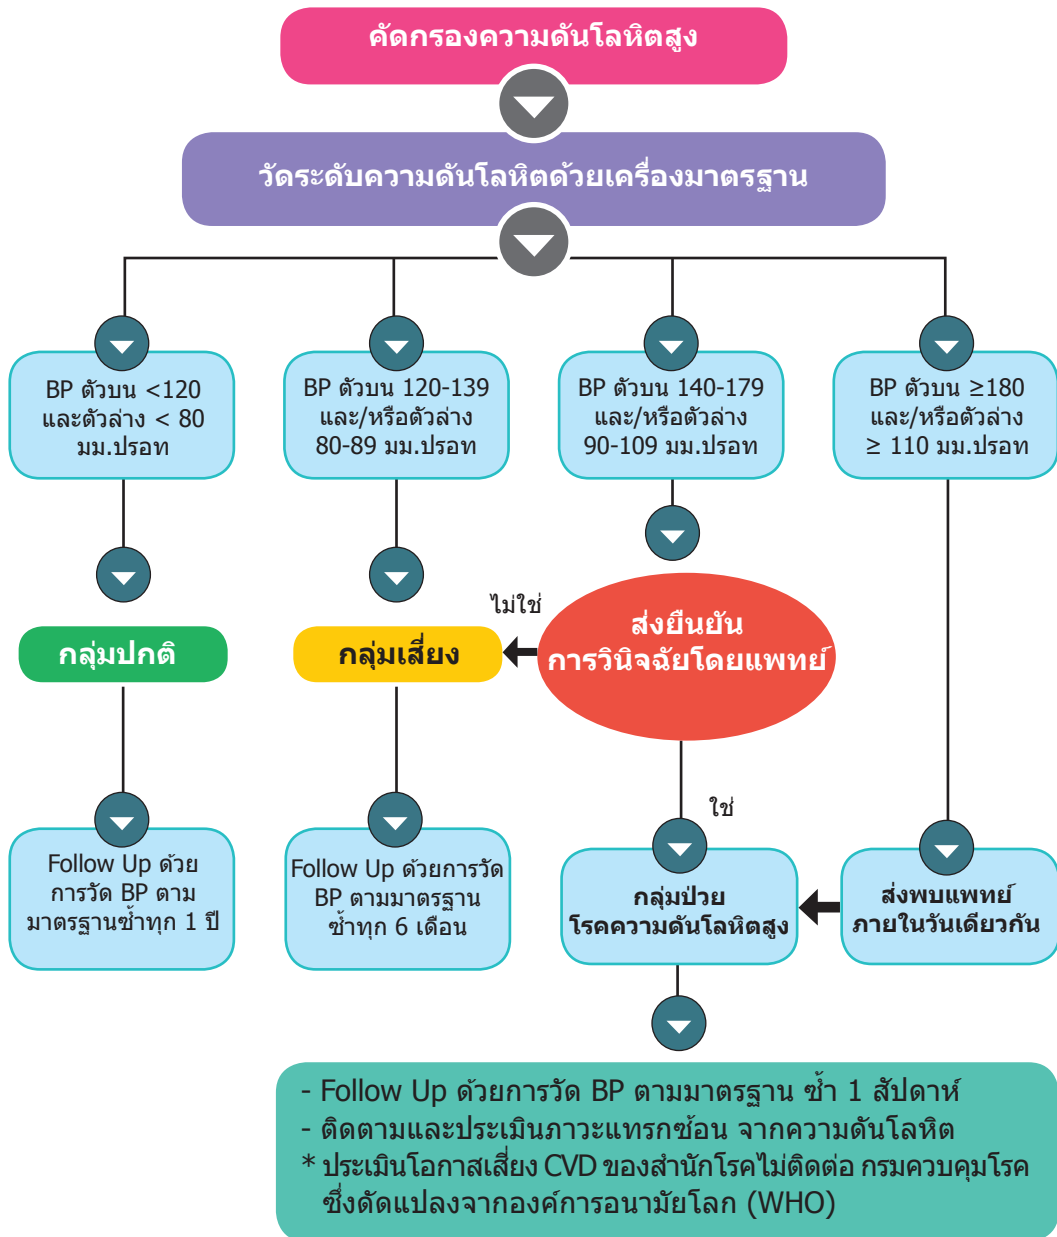 คัดกรองความดันโลหิตสูง
วัดระดับความดันโลหิตด้วยเครื่องมาตรฐาน
BP ตัวบน <120
และตัวล่าง < 80
มม.ปรอท
BP ตัวบน 120-139
และ/หรือตัวล่าง
80-89 มม.ปรอท
BP ตัวบน 140-179
และ/หรือตัวล่าง
90-109 มม.ปรอท
BP ตัวบน ≥180
และ/หรือตัวล่าง
≥ 110 มม.ปรอท
กลุ่มปกติ
กลุ่มเสี่ยง
ไม่ใช่
ส่งยืนยัน
การวินิจฉัยโดยแพทย์
ใช่
Follow Up ด้วย
การวัด BP ตาม
มาตรฐานซ้ำทุก 1 ปี
Follow Up ด้วยการวัด
BP ตามมาตรฐาน
ซ้ำทุก 6 เดือน
กลุ่มป่วย
โรคความดันโลหิตสูง
ส่งพบแพทย์
ภายในวันเดียวกัน
- Follow Up ด้วยการวัด BP ตามมาตรฐาน ซ้ำ 1 สัปดาห์
- ติดตามและประเมินภาวะแทรกซ้อน จากความดันโลหิต
* ประเมินโอกาสเสี่ยง CVD ของสำนักโรคไม่ติดต่อ กรมควบคุมโรค
ซึ่งดัดแปลงจากองค์การอนามัยโลก (WHO)